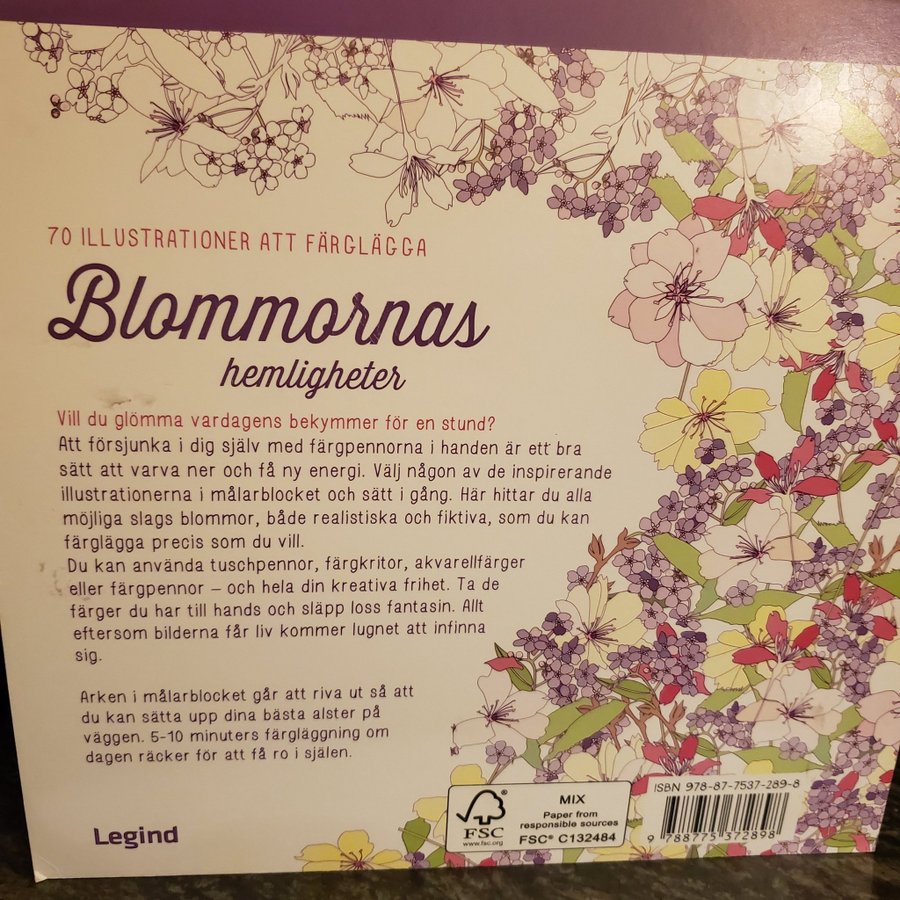 70 ILLUSTRATIONER ATT FÄRGLÄGGA
Blommornas
hemligheter
Vill du glömma vardagens bekymmer för en stund?
Att försjunka i dig själv med färgpennorna i handen är ett bra
sätt att varva ner och få ny energi. Välj någon av de inspirerande
illustrationerna i målarblocket och sätt i gång. Här hittar du alla
möjliga slags blommor, både realistiska och fiktiva, som du kan
färglägga precis som du vill.
Du kan använda tuschpennor, färgkritor, akvarellfärger
eller färgpennor – och hela din kreativa frihet. Ta de
färger du har till hands och släpp loss fantasin. Allt
eftersom bilderna får liv kommer lugnet att infinna
sig.
Arken i målarblocket går att riva ut så att
du kan sätta upp dina bästa alster på
väggen. 5-10 minuters färgläggning om
dagen räcker för att få ro i själen.
Legind
FSC
www.fsc.org
MIX
Paper from
responsible sources
FSC® C132484
ISBN 978-87-7537-289-8
9 788775 372898